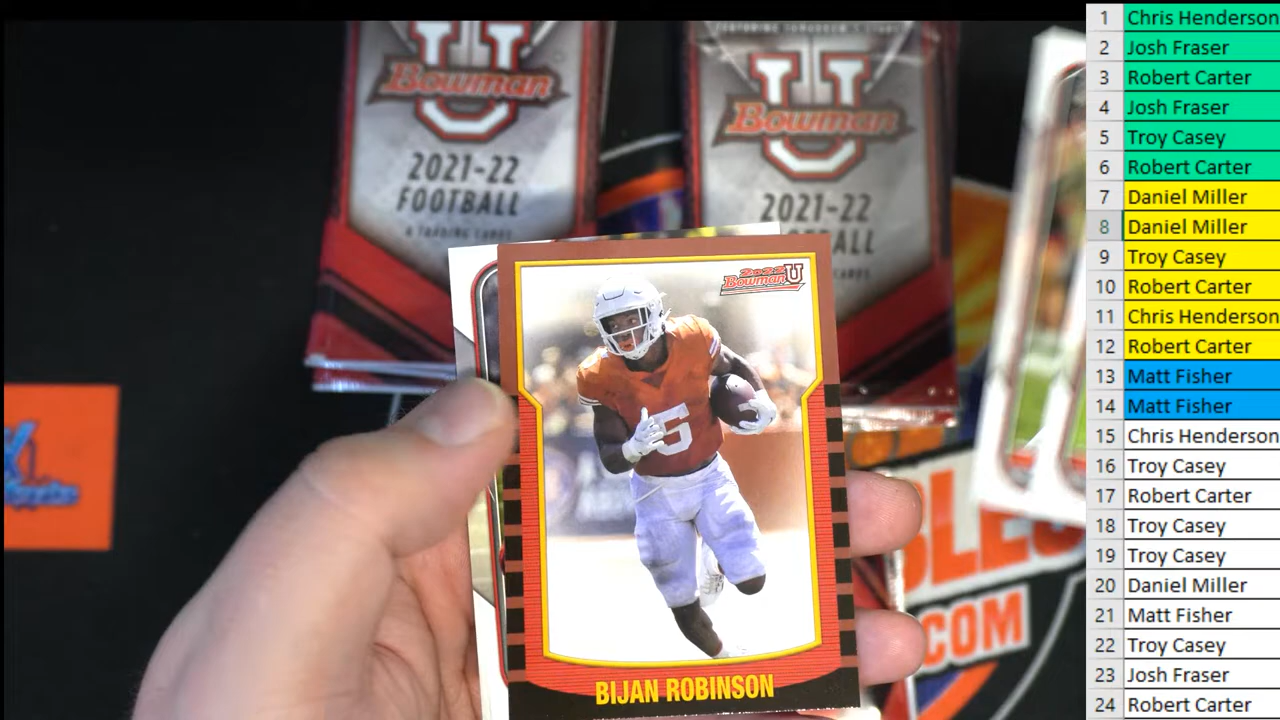 U
Bowman
2021-22
FOOTBALL
6 TRADING CARDS
U
Bowman
2021-22
2022
Bowman U
5
BIJAN ROBINSON
.COM
1 Chris Henderson
2 Josh Fraser
3 Robert Carter
4 Josh Fraser
5 Troy Casey
6 Robert Carter
7 Daniel Miller
8 Daniel Miller
9 Troy Casey
10 Robert Carter
11 Chris Henderson
12 Robert Carter
13 Matt Fisher
14 Matt Fisher
15 Chris Henderson
16 Troy Casey
17 Robert Carter
18 Troy Casey
19 Troy Casey
20 Daniel Miller
21 Matt Fisher
22 Troy Casey
23 Josh Fraser
24 Robert Carter